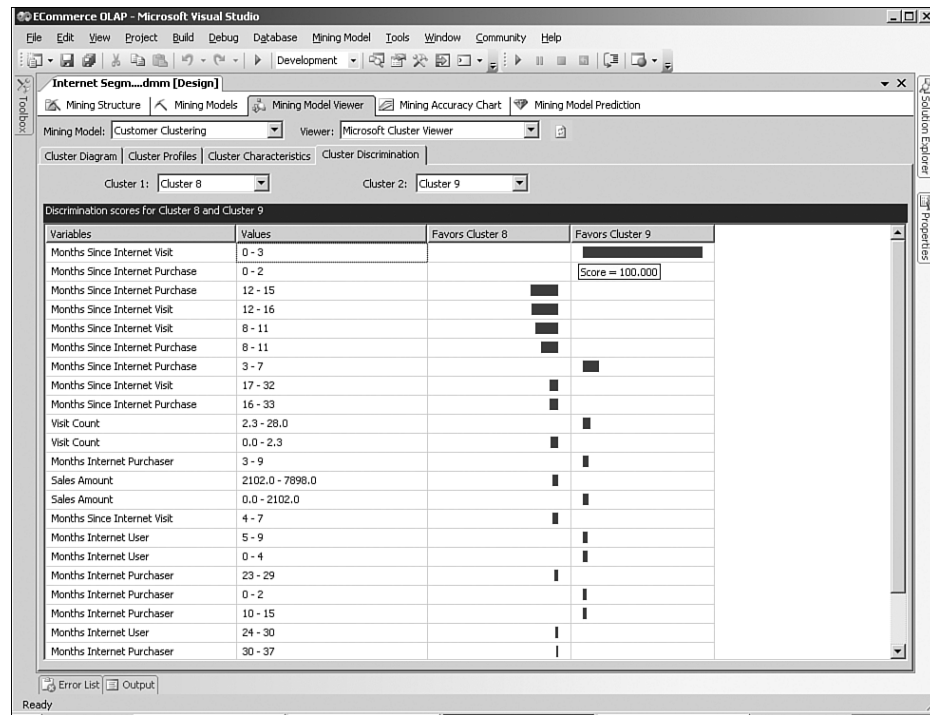 ECommerce OLAP - Microsoft Visual Studio
File Edit View Project Build Debug Database Mining Model Tools Window Community Help
Development
Toolbox
Internet Segm....dmm [Design]
Mining Structure Mining Models Mining Model Viewer Mining Accuracy Chart Mining Model Prediction
Mining Model: Customer Clustering Viewer: Microsoft Cluster Viewer
Cluster Diagram Cluster Profiles Cluster Characteristics Cluster Discrimination
Cluster 1: Cluster 8 Cluster 2: Cluster 9
Discrimination scores for Cluster 8 and Cluster 9
Variables Values Favors Cluster 8 Favors Cluster 9
Months Since Internet Visit 0 - 3
Months Since Internet Purchase 0 - 2 Score = 100.000
Months Since Internet Purchase 12 - 15
Months Since Internet Visit 12 - 16
Months Since Internet Visit 8 - 11
Months Since Internet Purchase 8 - 11
Months Since Internet Purchase 3 - 7
Months Since Internet Visit 17 - 32
Months Since Internet Purchase 16 - 33
Visit Count 2.3 - 28.0
Visit Count 0.0 - 2.3
Months Internet Purchaser 3 - 9
Sales Amount 2102.0 - 7898.0
Sales Amount 0.0 - 2102.0
Months Since Internet Visit 4 - 7
Months Internet User 5 - 9
Months Internet User 0 - 4
Months Internet Purchaser 23 - 29
Months Internet Purchaser 0 - 2
Months Internet Purchaser 10 - 15
Months Internet User 24 - 30
Months Internet Purchaser 30 - 37
Solution Explorer
Properties
Error List Output
Ready